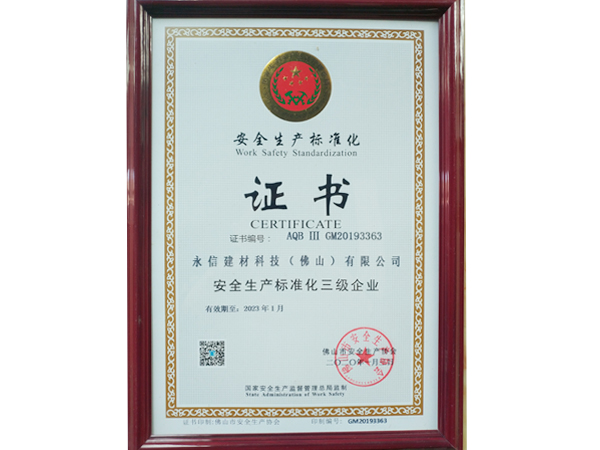 安全生产标准化
Work Safety Standardization
证书
CERTIFICATE
证书编号： AQB III GM20193363
永信建材科技（佛山）有限公司
安全生产标准化三级企业
有效期至：2023年1月
佛山市安全生产协会
国家安全生产监督管理总局监制
State Administration of Work Safety
证书印制:佛山市安全生产协会 印制编号: GM20193363